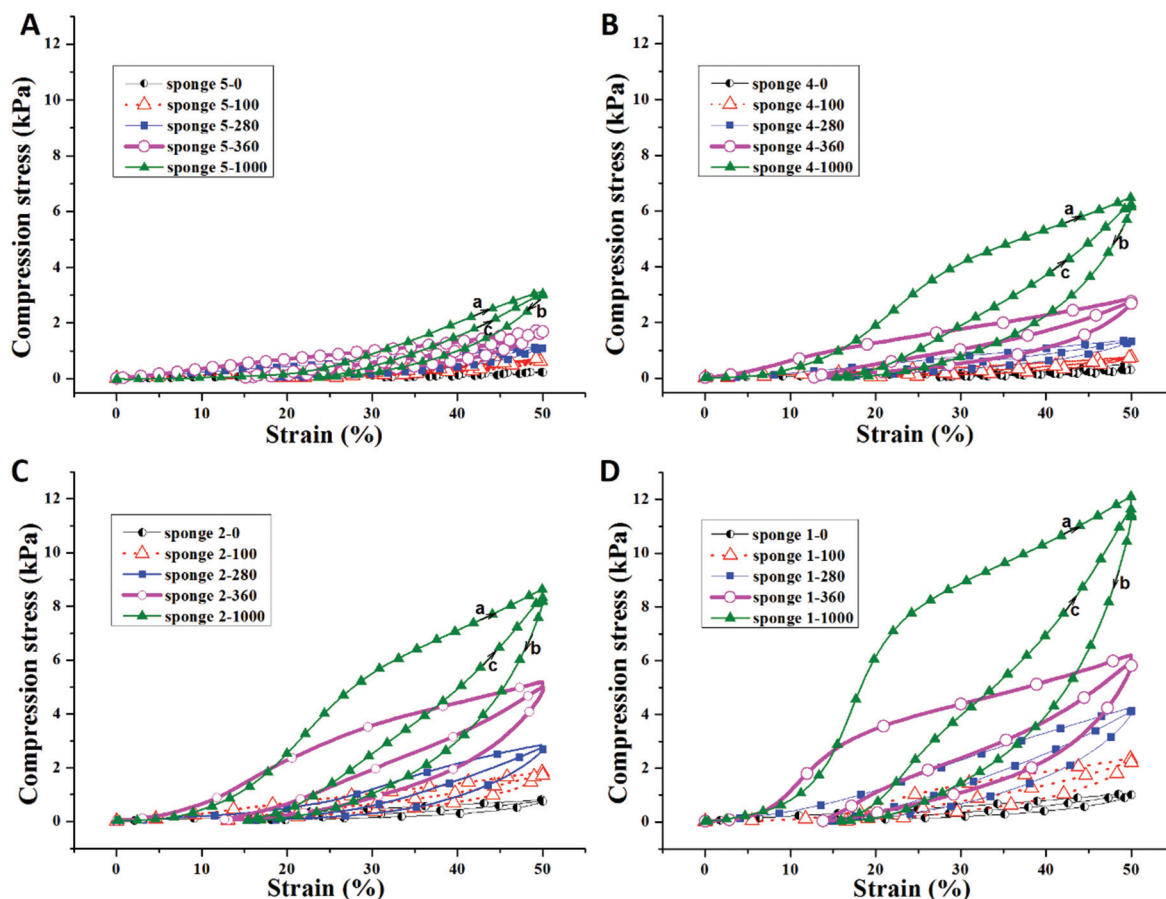 A
Compression stress (kPa)
12
10
8
6
4
2
0
sponge 5-0
sponge 5-100
sponge 5-280
sponge 5-360
sponge 5-1000
a
b
c
0 10 20 30 40 50
Strain (%)
B
Compression stress (kPa)
12
10
8
6
4
2
0
sponge 4-0
sponge 4-100
sponge 4-280
sponge 4-360
sponge 4-1000
a
b
c
0 10 20 30 40 50
Strain (%)
C
Compression stress (kPa)
12
10
8
6
4
2
0
sponge 2-0
sponge 2-100
sponge 2-280
sponge 2-360
sponge 2-1000
a
b
c
0 10 20 30 40 50
Strain (%)
D
Compression stress (kPa)
12
10
8
6
4
2
0
sponge 1-0
sponge 1-100
sponge 1-280
sponge 1-360
sponge 1-1000
a
b
c
0 10 20 30 40 50
Strain (%)